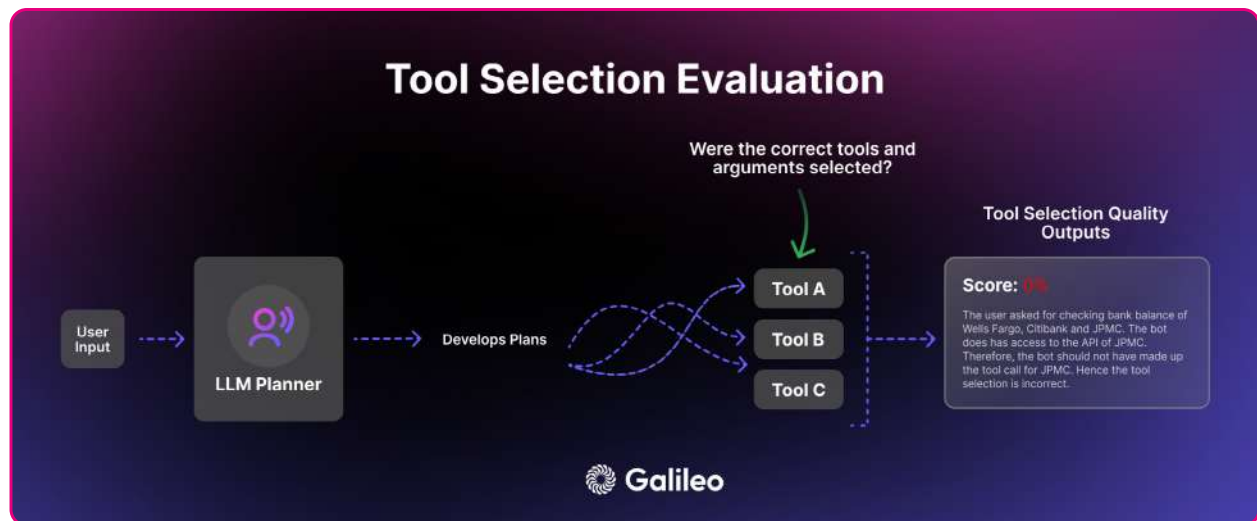 Tool Selection Evaluation
Were the correct tools and
arguments selected?
Tool Selection Quality
Outputs
User
Input
LLM Planner
Develops Plans
Tool A
Tool B
Tool C
Score: 0%
The user asked for checking bank balance of
Wells Fargo, Citibank and JPMC. The bot
does has access to the API of JPMC.
Therefore, the bot should not have made up
the tool call for JPMC. Hence the tool
selection is incorrect.
Galileo